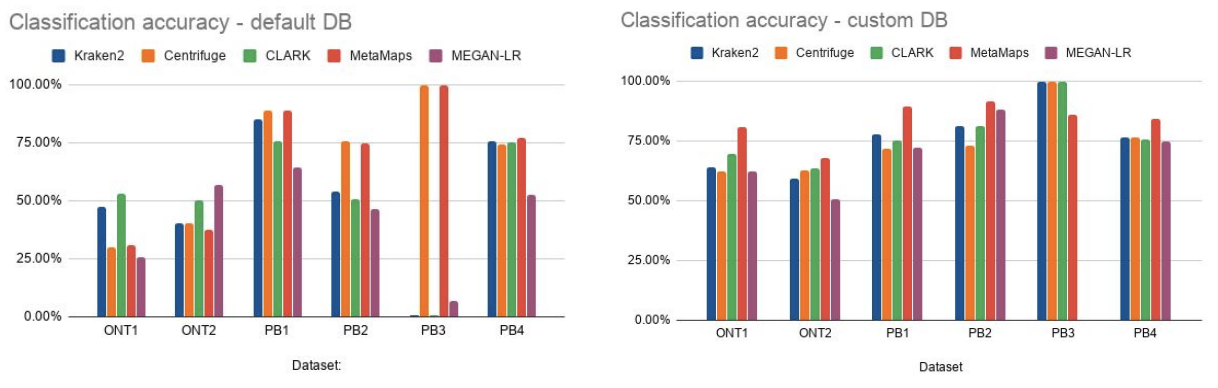 Classification accuracy - default DB
Kraken2 Centrifuge CLARK MetaMaps MEGAN-LR
100.00%
75.00%
50.00%
25.00%
0.00%
ONT1 ONT2 PB1 PB2 PB3 PB4
Dataset:
Classification accuracy - custom DB
Kraken2 Centrifuge CLARK MetaMaps MEGAN-LR
100.00%
75.00%
50.00%
25.00%
0.00%
ONT1 ONT2 PB1 PB2 PB3 PB4
Dataset